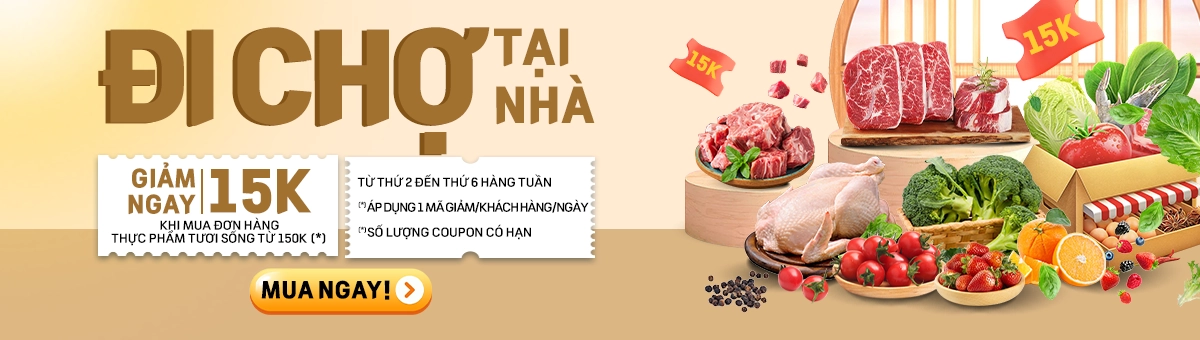 ĐI CHỢ
TẠI
NHÀ
GIẢM
NGAY
15K
KHI MUA ĐƠN HÀNG
THỰC PHẨM TƯƠI SỐNG TỪ 150K (*)
TỪ THỨ 2 ĐẾN THỨ 6 HÀNG TUẦN
(*) ÁP DỤNG 1 MÃ GIẢM/KHÁCH HÀNG/NGÀY
(*) SỐ LƯỢNG COUPON CÓ HẠN
MUA NGAY!
15K
15K